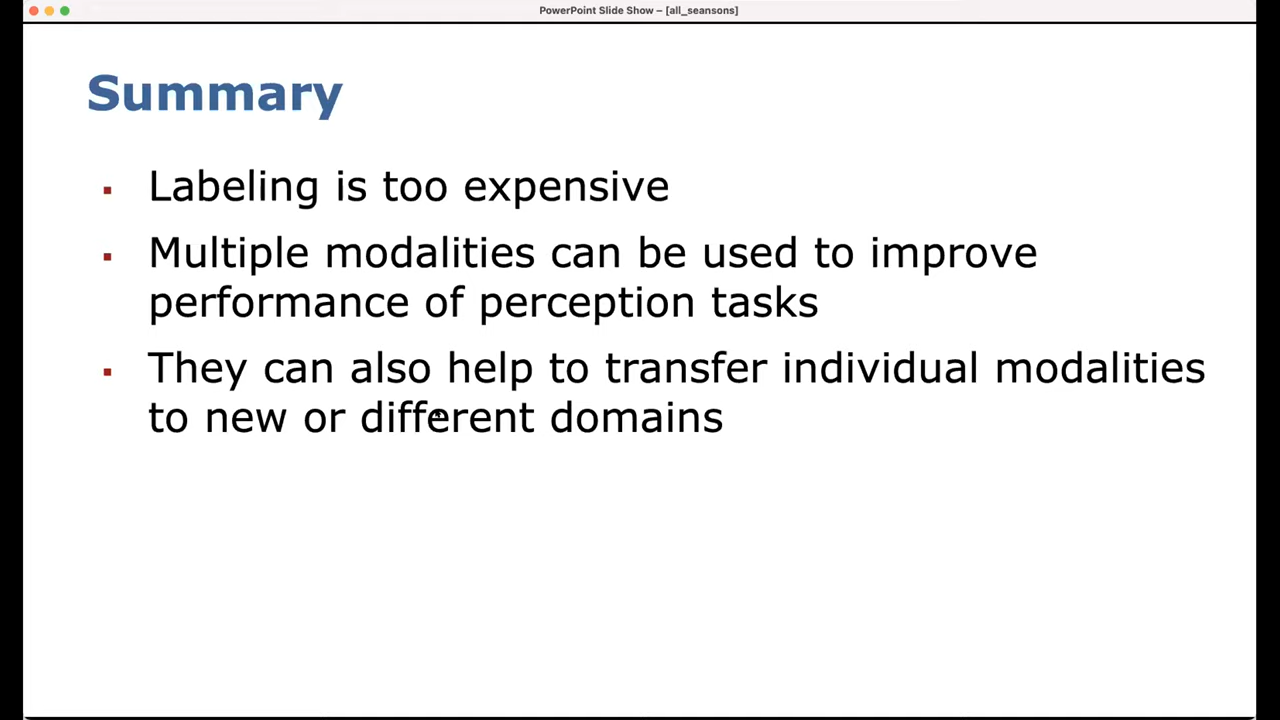 PowerPoint Slide Show – [all_seansons]
Summary
Labeling is too expensive
Multiple modalities can be used to improve
performance of perception tasks
They can also help to transfer individual modalities
to new or different domains